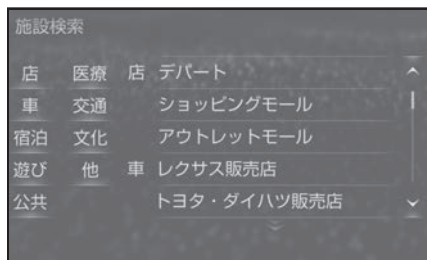 施設検索
店 医療 店 デパート
車 交通 ショッピングモール
宿泊 文化 アウトレットモール
遊び 他 車 レクサス販売店
公共 トヨタ・ダイハツ販売店